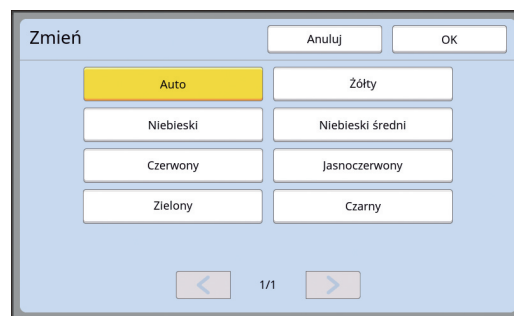 Zmień
Anuluj
OK
Auto
Żółty
Niebieski
Niebieski średni
Czerwony
Jasnoczerwony
Zielony
Czarny
1/1